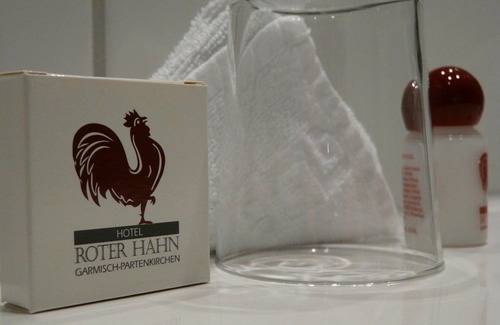 HOTEL
ROTER HAHN
GARMISCH-PARTENKIRCHEN